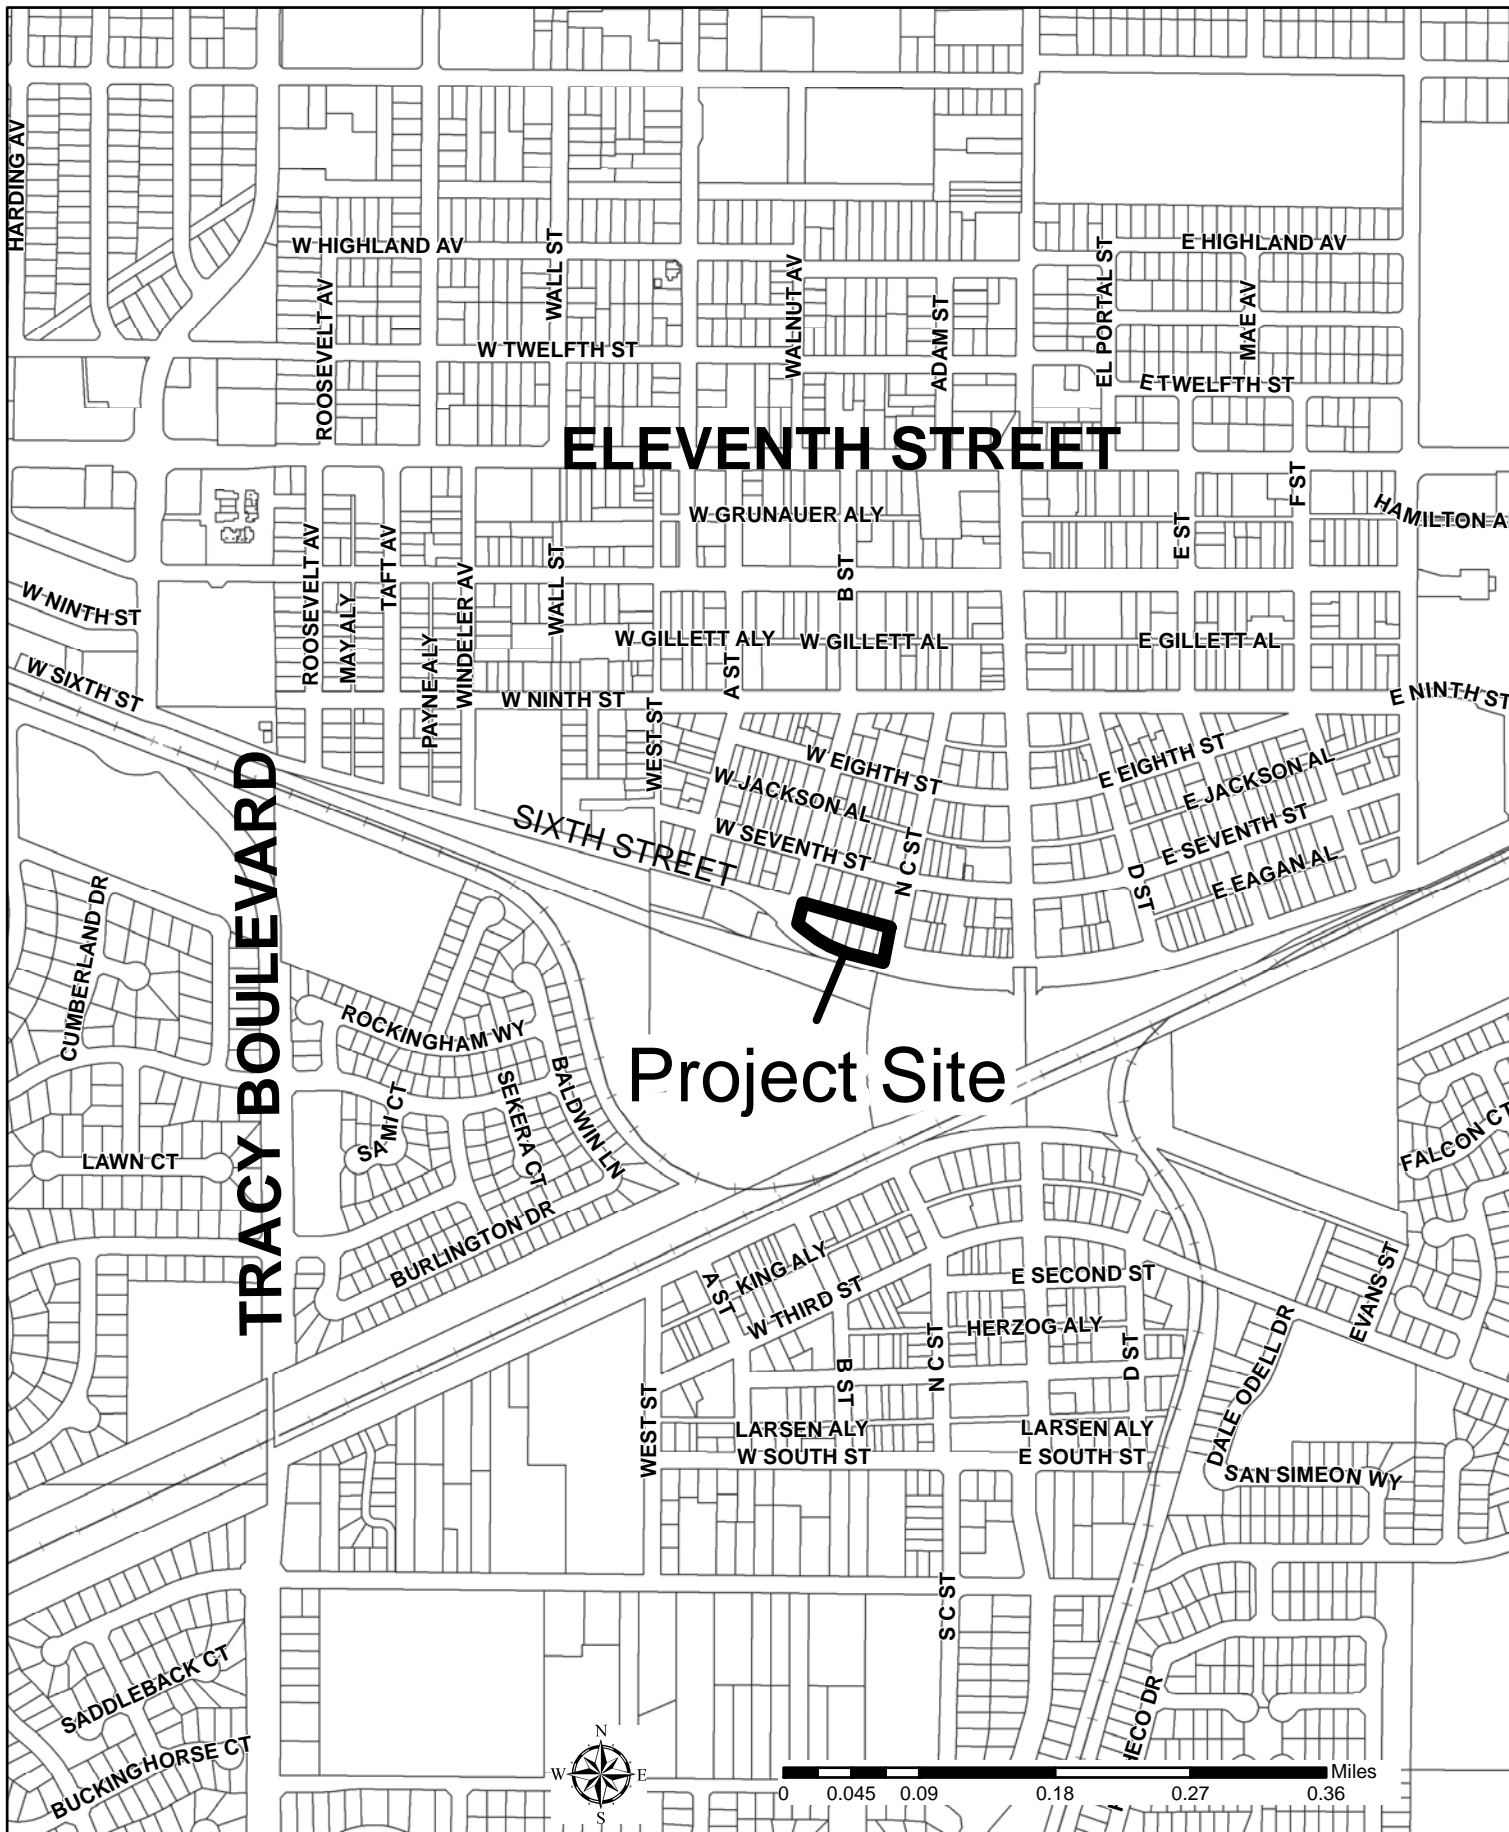 HARDING AV
W HIGHLAND AV
WALL ST
E HIGHLAND AV
ROOSEVELT AV
WALNUT AV
ADAM ST
EL PORTAL ST
MAE AV
W TWELFTH ST
E TWELFTH ST
ELEVENTH STREET
W GRUNAUER ALY
F ST
HAMILTON A
E ST
W NINTH ST
ROOSEVELT AV
MAY ALY
TAFT AV
PAYNE ALY
WINDELER AV
WALL ST
B ST
W GILLETT ALY
W GILLETT AL
E GILLETT AL
A ST
W SIXTH ST
W NINTH ST
WEST ST
E NINTH ST
W EIGHTH ST
E EIGHTH ST
W JACKSON AL
E JACKSON AL
SIXTH STREET
W SEVENTH ST
N C ST
E SEVENTH ST
D ST
E EAGAN AL
TRACY BOULEVARD
CUMBERLAND DR
ROCKINGHAM WY
Project Site
SAMI CT
SEKERA CT
BALDWIN LN
LAWN CT
FALCON CT
BURLINGTON DR
A ST
KING ALY
W THIRD ST
E SECOND ST
EVANS ST
HERZOG ALY
N C ST
D ST
B ST
DALE ODELL DR
WEST ST
LARSEN ALY
LARSEN ALY
W SOUTH ST
E SOUTH ST
SAN SIMEON WY
S C ST
SADDLEBACK CT
BUCKINGHORSE CT
HECO DR
N
W E
S
Miles
0 0.045 0.09 0.18 0.27 0.36